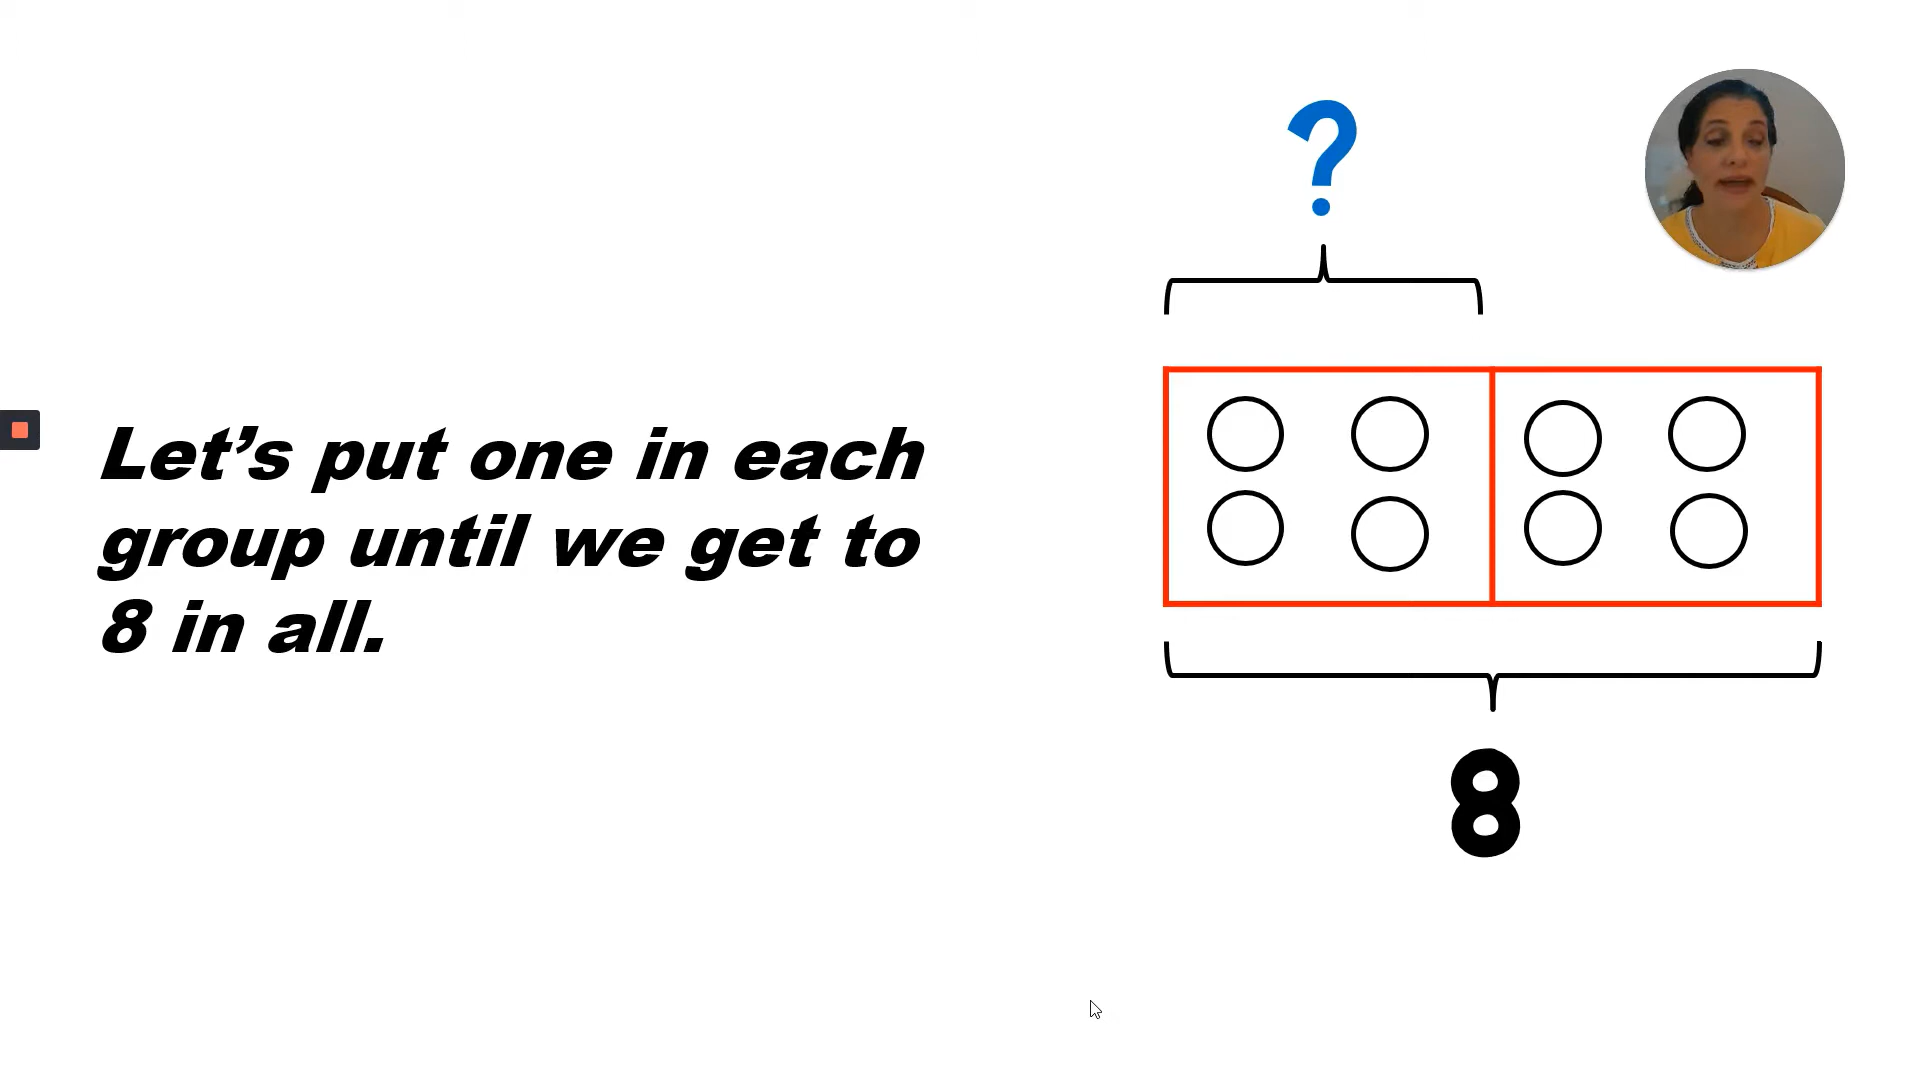 ?
Let’s put one in each
group until we get to
8 in all.
8